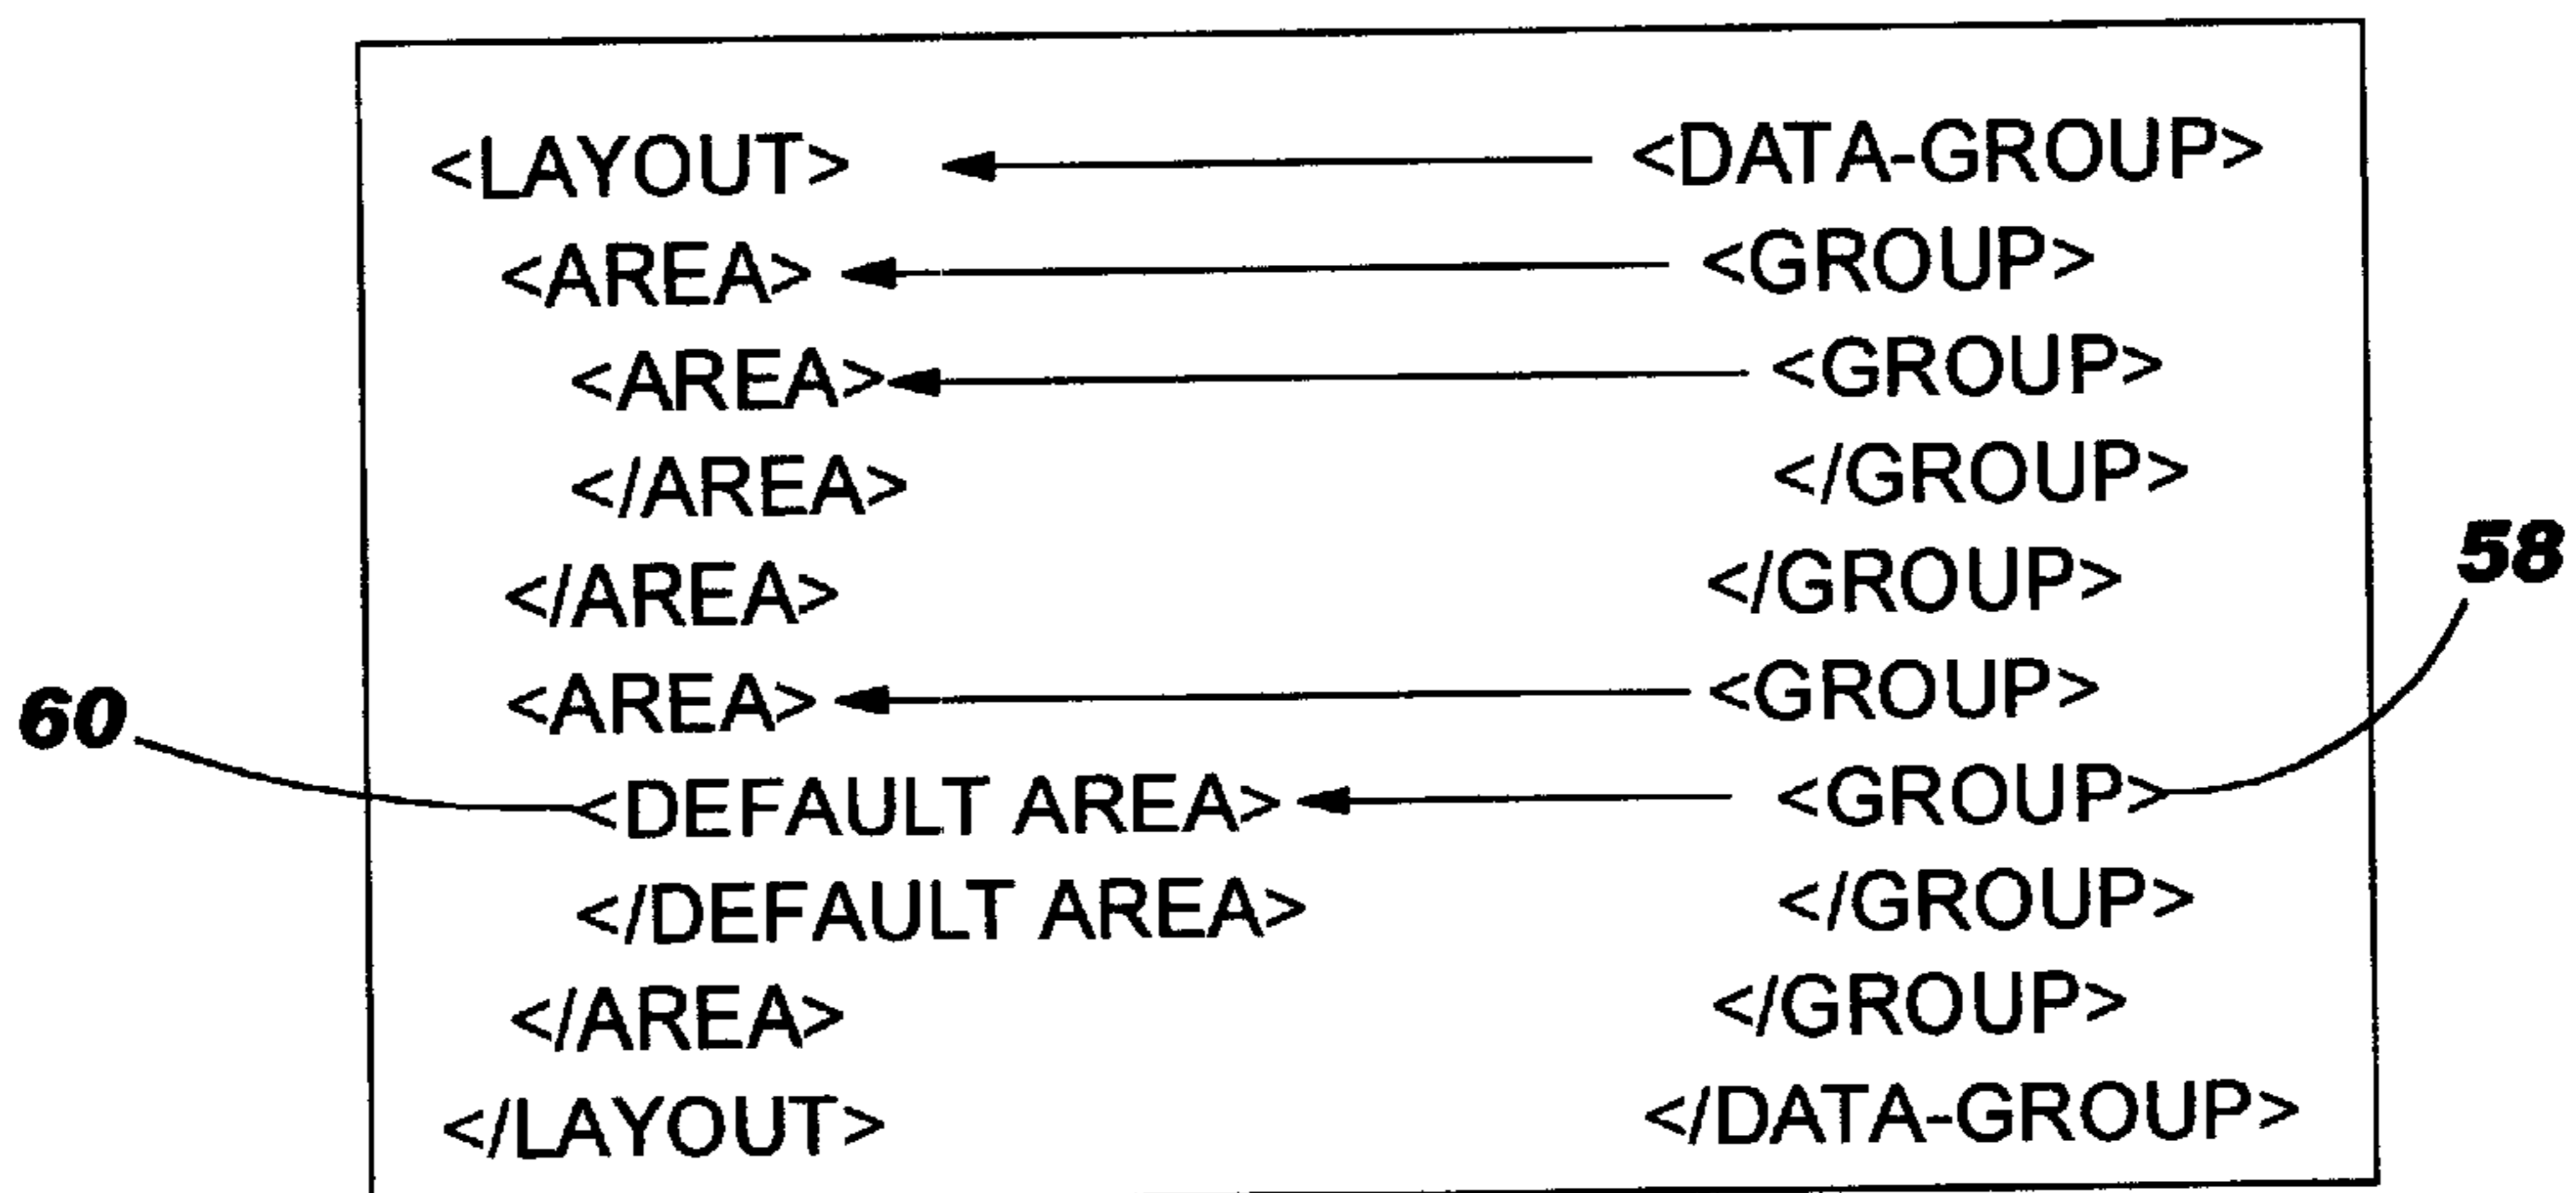 <LAYOUT> <DATA-GROUP>
<AREA> <GROUP>
<AREA> <GROUP>
</AREA> </GROUP>
</AREA> </GROUP>
58
<AREA> <GROUP>
60
<DEFAULT AREA> <GROUP>
</DEFAULT AREA> </GROUP>
</AREA> </GROUP>
</LAYOUT> </DATA-GROUP>